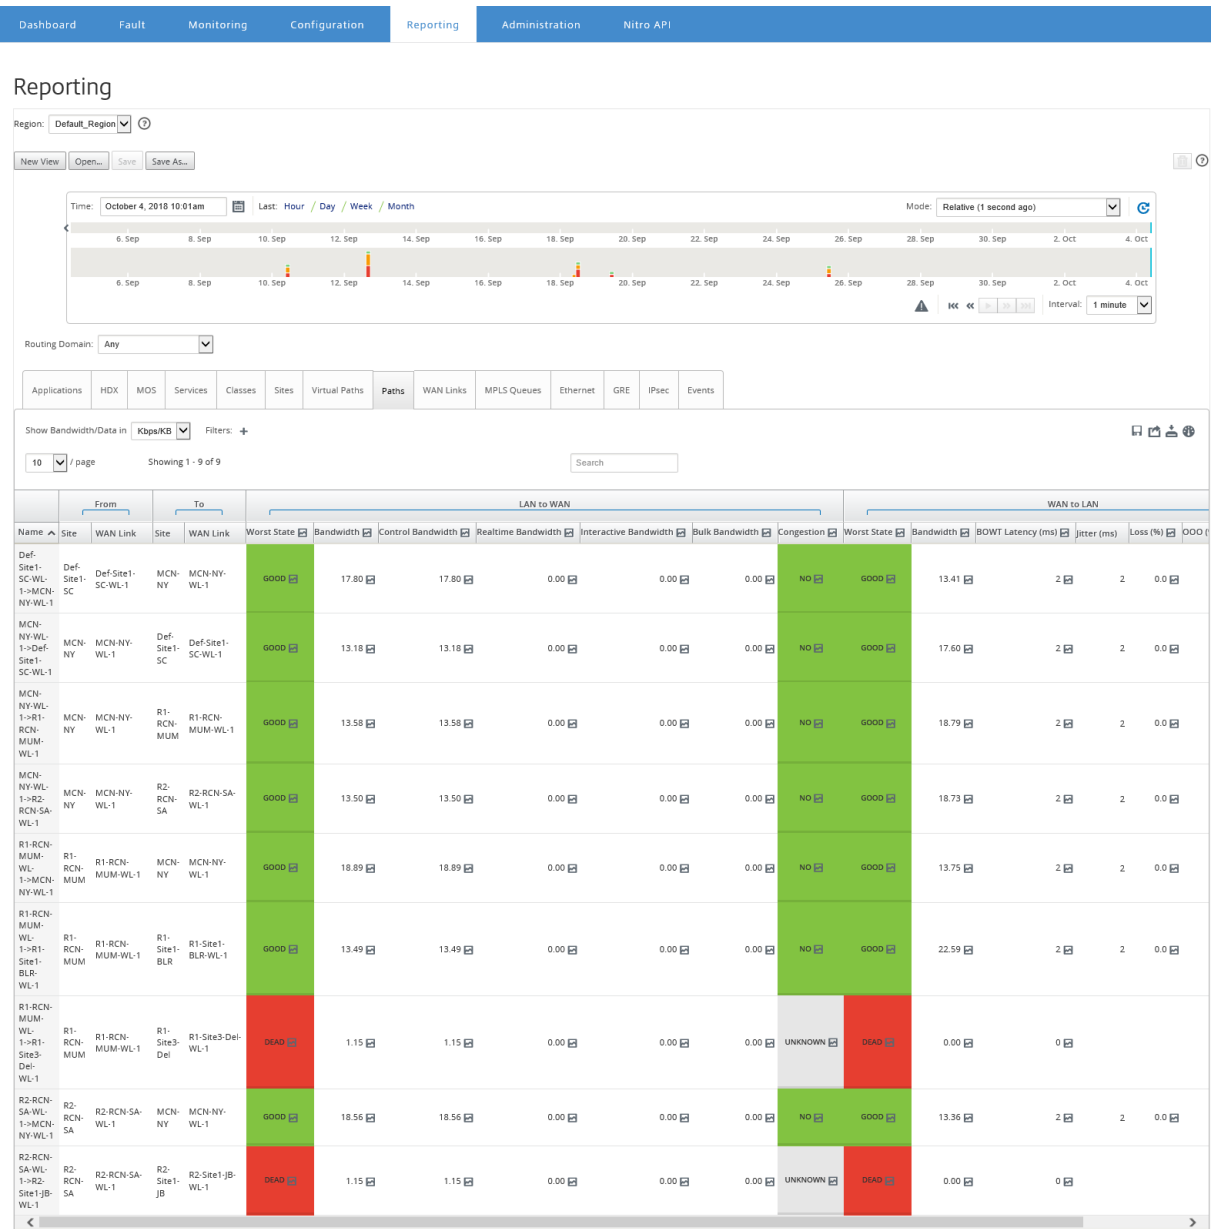 Dashboard Fault Monitoring Configuration Reporting Administration Nitro API
Reporting
Region: Default_Region ?
New View Open... Save Save As... ?
Time: October 4, 2018 10:01am Last: Hour / Day / Week / Month Mode: Relative (1 second ago)
6. Sep 8. Sep 10. Sep 12. Sep 14. Sep 16. Sep 18. Sep 20. Sep 22. Sep 24. Sep 26. Sep 28. Sep 30. Sep 2. Oct 4. Oct
6. Sep 8. Sep 10. Sep 12. Sep 14. Sep 16. Sep 18. Sep 20. Sep 22. Sep 24. Sep 26. Sep 28. Sep 30. Sep 2. Oct 4. Oct
Interval: 1 minute
Routing Domain: Any
Applications HDX MOS Services Classes Sites Virtual Paths Paths WAN Links MPLS Queues Ethernet GRE IPsec Events
Show Bandwidth/Data in Kbps/KB Filters: +
10 / page Showing 1 - 9 of 9 Search
From To LAN to WAN WAN to LAN
Name Site WAN Link Site WAN Link Worst State Bandwidth Control Bandwidth Realtime Bandwidth Interactive Bandwidth Bulk Bandwidth Congestion Worst State Bandwidth BOWT Latency (ms) Jitter (ms) Loss (%) OOO (
Def-Site1-SC-WL-1->MCN-NY-WL-1 Def-Site1-SC Def-Site1-SC-WL-1 MCN-NY MCN-NY-WL-1 GOOD 17.80 17.80 0.00 0.00 0.00 NO GOOD 13.41 2 2 0.0
MCN-NY-WL-1->Def-Site1-SC-WL-1 MCN-NY MCN-NY-WL-1 Def-Site1-SC Def-Site1-SC-WL-1 GOOD 13.18 13.18 0.00 0.00 0.00 NO GOOD 17.60 2 2 0.0
MCN-NY-WL-1->R1-RCN-MUM-WL-1 MCN-NY MCN-NY-WL-1 R1-RCN-MUM R1-RCN-MUM-WL-1 GOOD 13.58 13.58 0.00 0.00 0.00 NO GOOD 18.79 2 2 0.0
MCN-NY-WL-1->R2-RCN-SA-WL-1 MCN-NY MCN-NY-WL-1 R2-RCN-SA R2-RCN-SA-WL-1 GOOD 13.50 13.50 0.00 0.00 0.00 NO GOOD 18.73 2 2 0.0
R1-RCN-MUM-WL-1->MCN-NY-WL-1 R1-RCN-MUM R1-RCN-MUM-WL-1 MCN-NY MCN-NY-WL-1 GOOD 18.89 18.89 0.00 0.00 0.00 NO GOOD 13.75 2 2 0.0
R1-RCN-MUM-WL-1->R1-Site1-BLR-WL-1 R1-RCN-MUM R1-RCN-MUM-WL-1 R1-Site1-BLR R1-Site1-BLR-WL-1 GOOD 13.49 13.49 0.00 0.00 0.00 NO GOOD 22.59 2 2 0.0
R1-RCN-MUM-WL-1->R1-Site3-Del-WL-1 R1-RCN-MUM R1-RCN-MUM-WL-1 R1-Site3-Del R1-Site3-Del-WL-1 DEAD 1.15 1.15 0.00 0.00 0.00 UNKNOWN DEAD 0.00 0
R2-RCN-SA-WL-1->MCN-NY-WL-1 R2-RCN-SA R2-RCN-SA-WL-1 MCN-NY MCN-NY-WL-1 GOOD 18.56 18.56 0.00 0.00 0.00 NO GOOD 13.36 2 2 0.0
R2-RCN-SA-WL-1->R2-Site1-JB-WL-1 R2-RCN-SA R2-RCN-SA-WL-1 R2-Site1-JB R2-Site1-JB-WL-1 DEAD 1.15 1.15 0.00 0.00 0.00 UNKNOWN DEAD 0.00 0